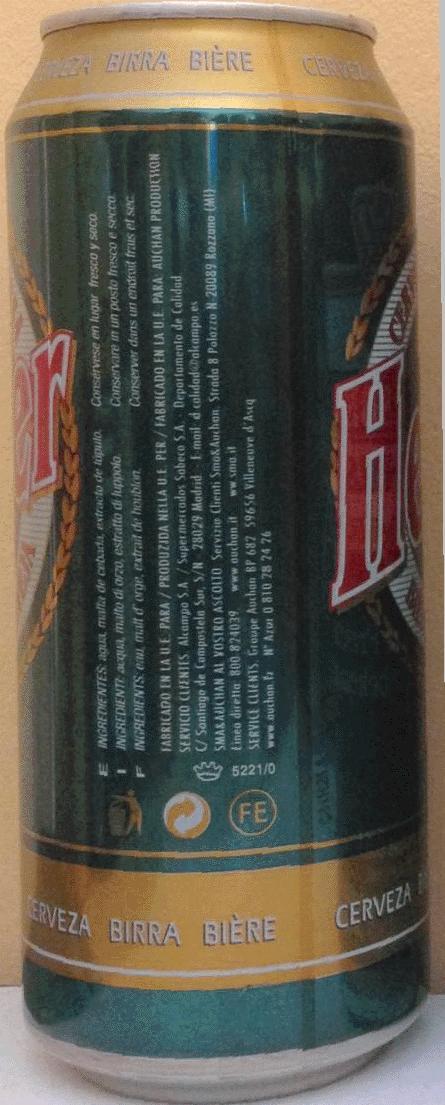 CERVEZA BIRRA BIÈRE CERVEZA
er
E INGREDIENTES: agua, malta de cebada, extracto de lúpulo. Consérvese en lugar fresco y seco.
I INGREDIENTI: acqua, malto di orzo, estratto di luppolo. Conservare in un posto fresco e secco.
F INGREDIENTS: eau, malt d'orge, extrait de houblon. Conserver dans un endroit frais et sec.
FABRICADO EN LA U.E. PARA / PRODUZIDA NELLA U.E. PER / FABRICADO EN LA U.E. PARA: AUCHAN PRODUCTION
SERVICIO CLIENTES. Alcampo S.A. / Supermercados Sabeco S.A. Departamento de Calidad.
C/ Santiago de Compostela Sur, S/N 28029 Madrid E-mail: d.calidad@alcampo.es
SMA&AUCHAN AL VOSTRO ASCOLTO Servizio Clienti Sma&Auchan, Strada 8 Palazzo N 20089 Rozzano (MI)
Linea diretta 800 824039 www.auchan.it www.sma.it
SERVICE CLIENTS. Groupe Auchan BP 682 59656 Villeneuve d'Ascq
www.auchan.fr N° Azur 0 810 28 24 26
5221/0
FE
H
CERVEZA BIRRA BIÈRE CERVEZA